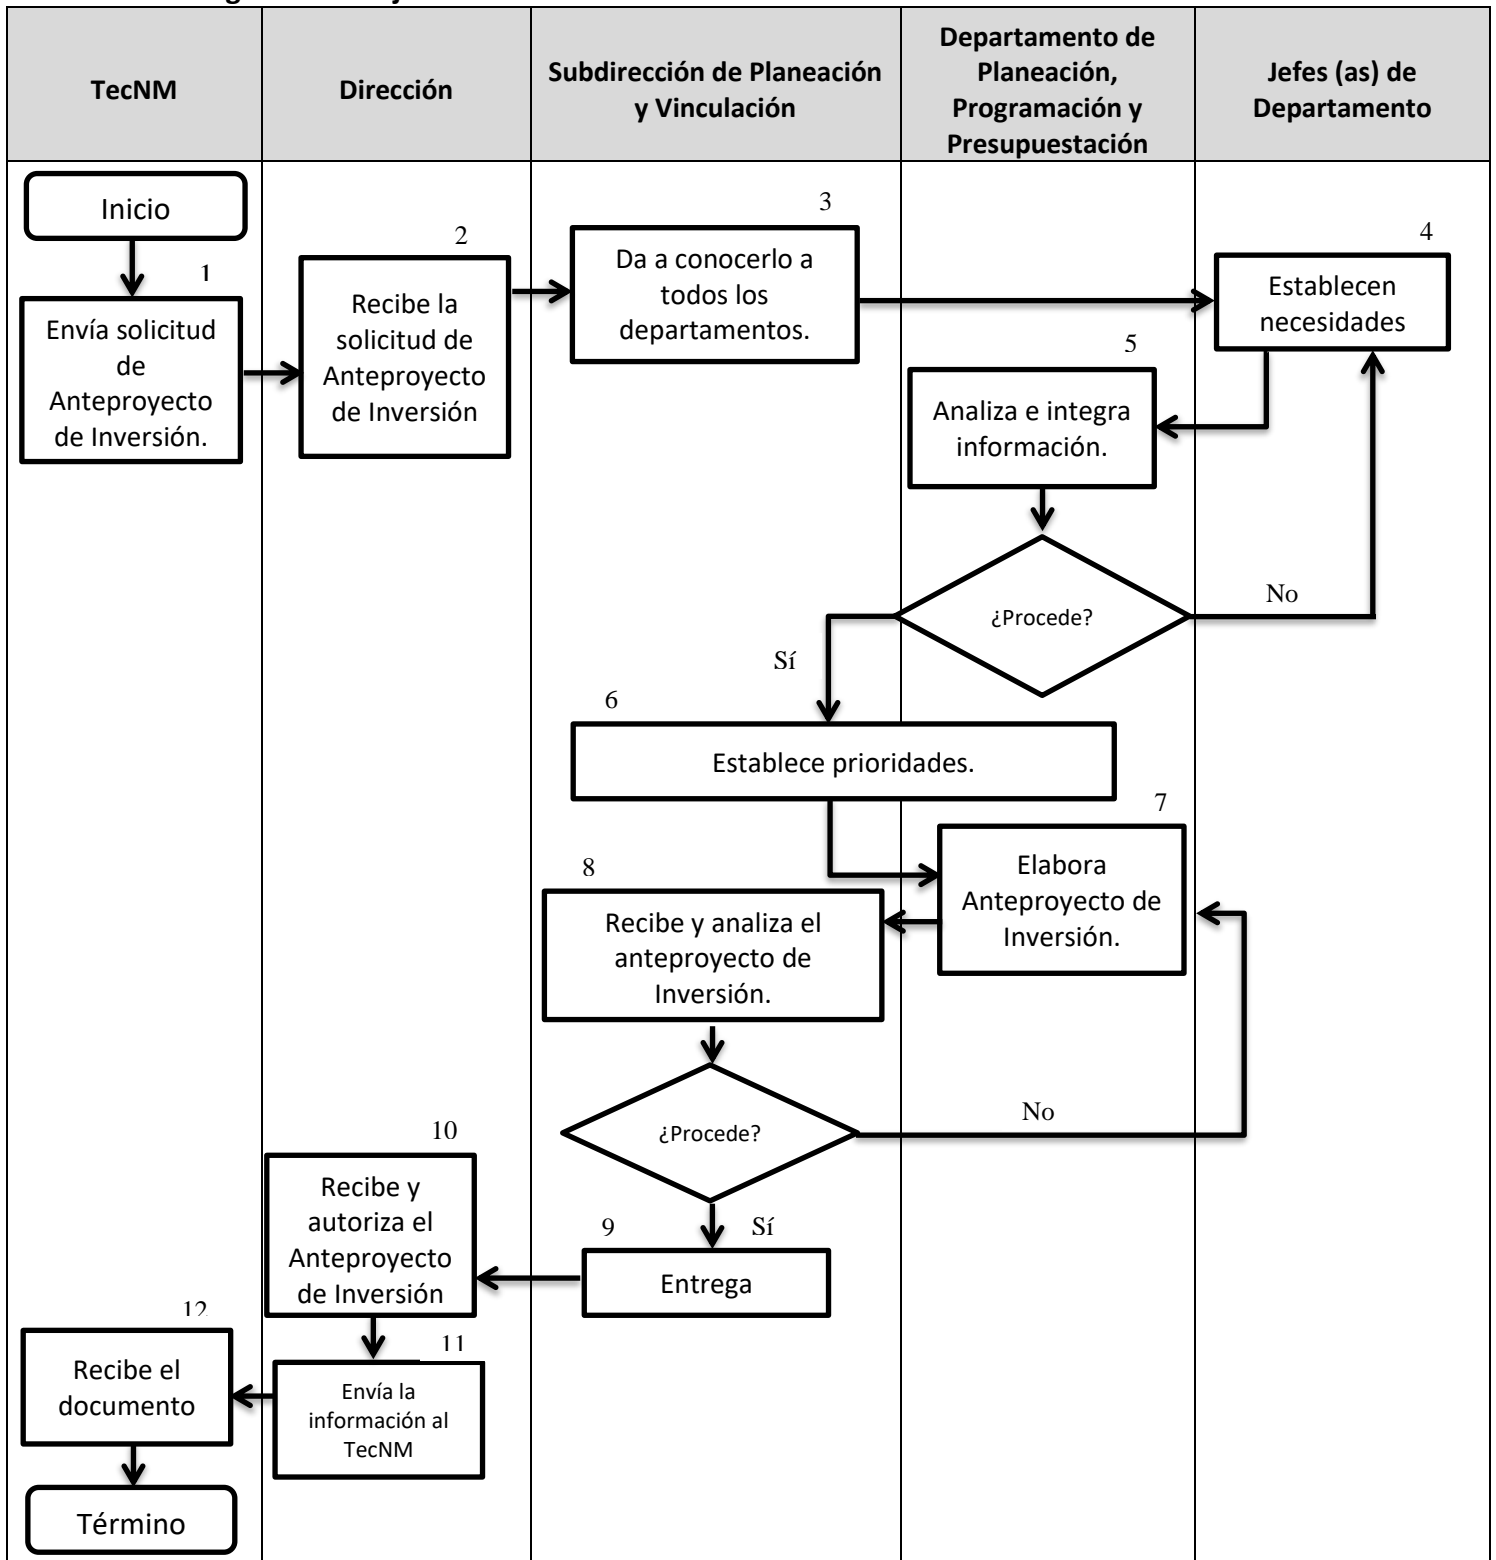 TecNM
Dirección
Subdirección de Planeación
y Vinculación
Departamento de
Planeación,
Programación y
Presupuestación
Jefes (as) de
Departamento
Inicio
1
Envía solicitud
de
Anteproyecto
de Inversión.
2
Recibe la
solicitud de
Anteproyecto
de Inversión
3
Da a conocerlo a
todos los
departamentos.
4
Establecen
necesidades
5
Analiza e integra
información.
¿Procede?
No
Sí
6
Establece prioridades.
7
Elabora
Anteproyecto de
Inversión.
8
Recibe y analiza el
anteproyecto de
Inversión.
¿Procede?
No
Sí
9
Entrega
10
Recibe y
autoriza el
Anteproyecto
de Inversión
11
Envía la
información al
TecNM
12
Recibe el
documento
Término